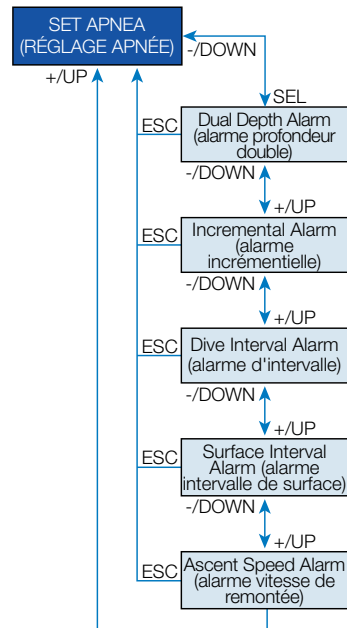 SET APNEA
(RÉGLAGE APNÉE)
+/UP
-/DOWN
SEL
ESC
Dual Depth Alarm
(alarme profondeur
double)
-/DOWN
+/UP
ESC
Incremental Alarm
(alarme
incrémentielle)
-/DOWN
+/UP
ESC
Dive Interval Alarm
(alarme d'intervalle)
-/DOWN
+/UP
ESC
Surface Interval
Alarm (alarme
intervalle de surface)
-/DOWN
+/UP
ESC
Ascent Speed Alarm
(alarme vitesse de
remontée)